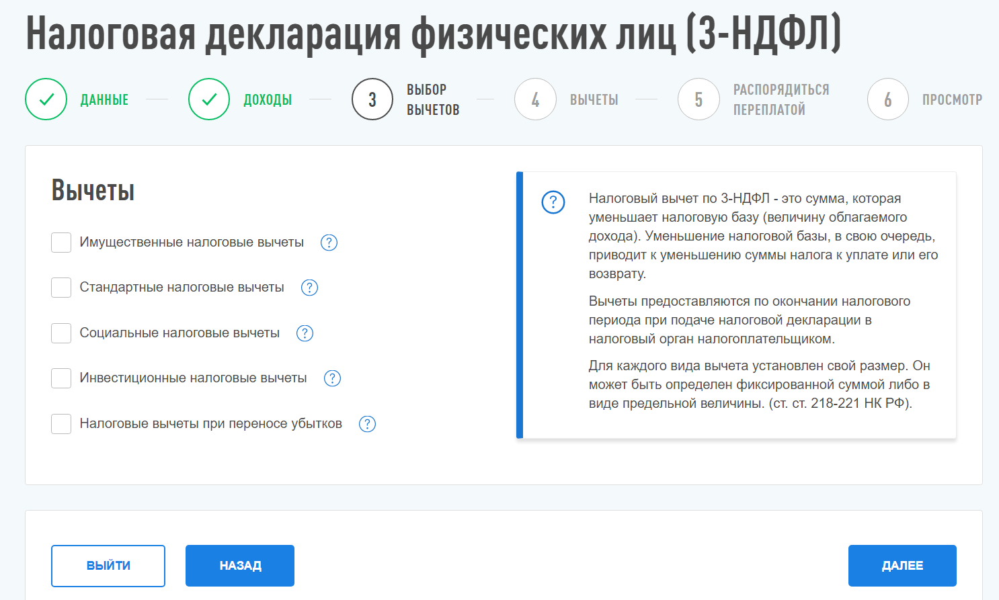 Налоговая декларация физических лиц (3-НДФЛ)
ДАННЫЕ
ДОХОДЫ
3
ВЫБОР
ВЫЧЕТОВ
4
ВЫЧЕТЫ
5
РАСПОРЯДИТЬСЯ
ПЕРЕПЛАТОЙ
6
ПРОСМОТР
Вычеты
Имущественные налоговые вычеты ?
Стандартные налоговые вычеты ?
Социальные налоговые вычеты ?
Инвестиционные налоговые вычеты ?
Налоговые вычеты при переносе убытков ?
?
Налоговый вычет по 3-НДФЛ - это сумма, которая
уменьшает налоговую базу (величину облагаемого
дохода). Уменьшение налоговой базы, в свою очередь,
приводит к уменьшению суммы налога к уплате или его
возврату.
Вычеты предоставляются по окончании налогового
периода при подаче налоговой декларации в
налоговый орган налогоплательщиком.
Для каждого вида вычета установлен свой размер. Он
может быть определен фиксированной суммой либо в
виде предельной величины. (ст. ст. 218-221 НК РФ).
ВЫЙТИ
НАЗАД
ДАЛЕЕ